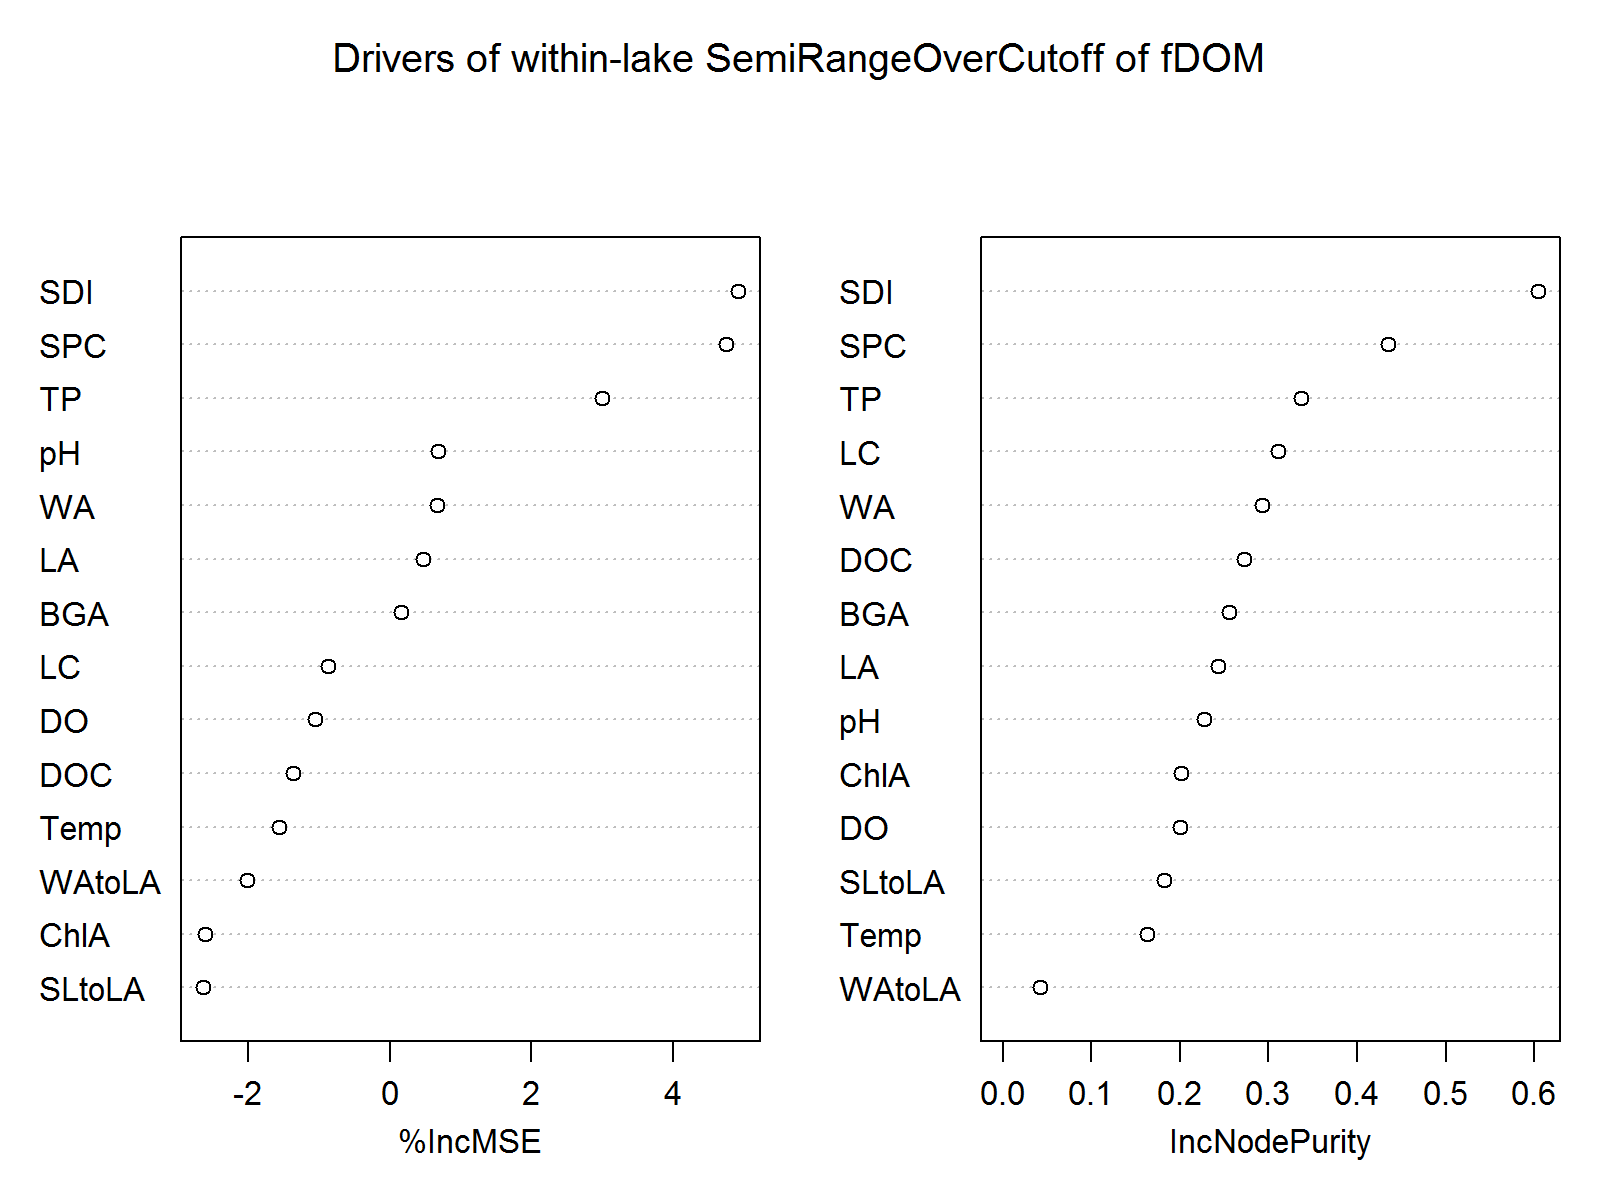 Drivers of within-lake SemiRangeOverCutoff of fDOM
SDI
SPC
TP
pH
WA
LA
BGA
LC
DO
DOC
Temp
WAtoLA
ChlA
SLtoLA
-2 0 2 4
%IncMSE
SDI
SPC
TP
LC
WA
DOC
BGA
LA
pH
ChlA
DO
SLtoLA
Temp
WAtoLA
0.0 0.1 0.2 0.3 0.4 0.5 0.6
IncNodePurity